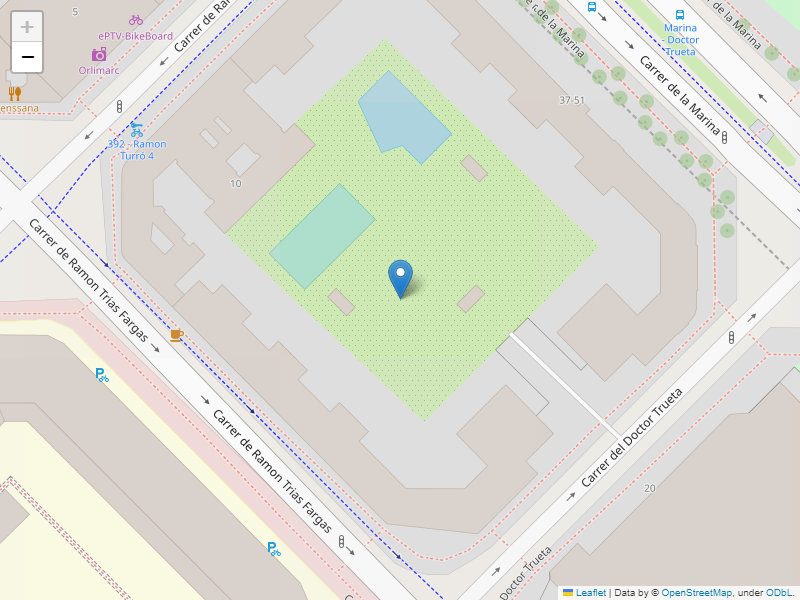 +
−
5
ePTV BikeBoard
Orlimarc
enssana
Carrer de Ra
392 - Ramon
Turró 4
10
Carrer de Ramon Trias Fargas
Carrer de Ramon Trias Fargas
37-51
r de la Marina
Marina
- Doctor
Trueta
de la Marina
Carrer de la Marina
Carrer del Doctor Trueta
20
Doctor Trueta
C
Leaflet | Data by © OpenStreetMap, under ODbL.